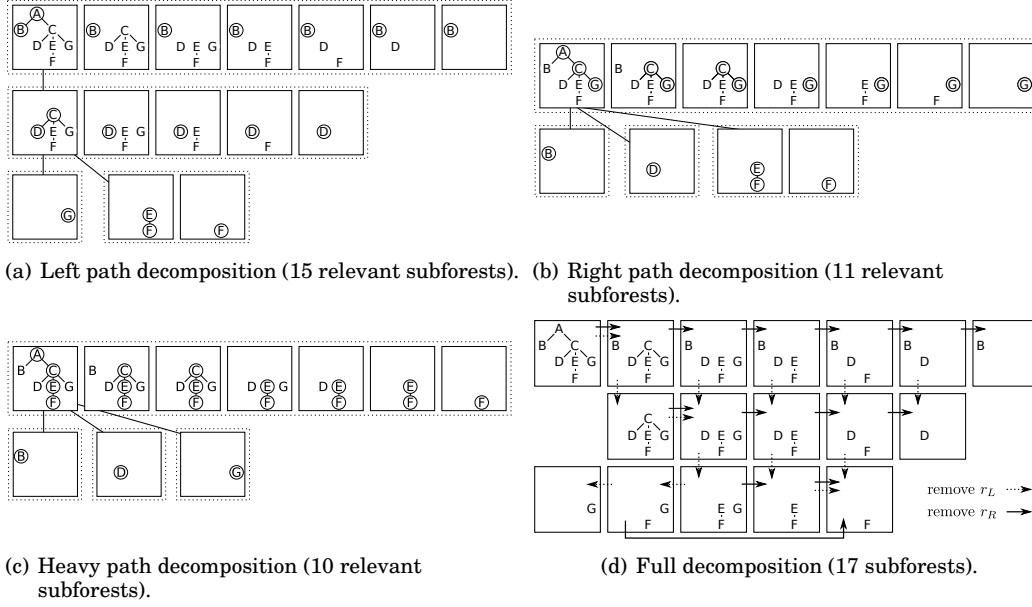 A
B C B C B B B B B
D E G D E G D E G D E D D
F F F F F
C
D E G D E G D E D D
F F F F
G E
F F
(a) Left path decomposition (15 relevant subforests).
A
B C B C C
D E G D E G D E G D E G E G G G
F F F F F F
B
D E
F F
(b) Right path decomposition (11 relevant
subforests).
A
B C B C C
D E G D E G D E G D E G D E E
F F F F F F F
B
D G
F
(c) Heavy path decomposition (10 relevant
subforests).
A
B C B C B B B B B
D E G D E G D E G D E D D
F F F F F
C
D E G D E G D E D D
F F F F
remove r_L
G G E G E
remove r_R
F F F F
(d) Full decomposition (17 subforests).